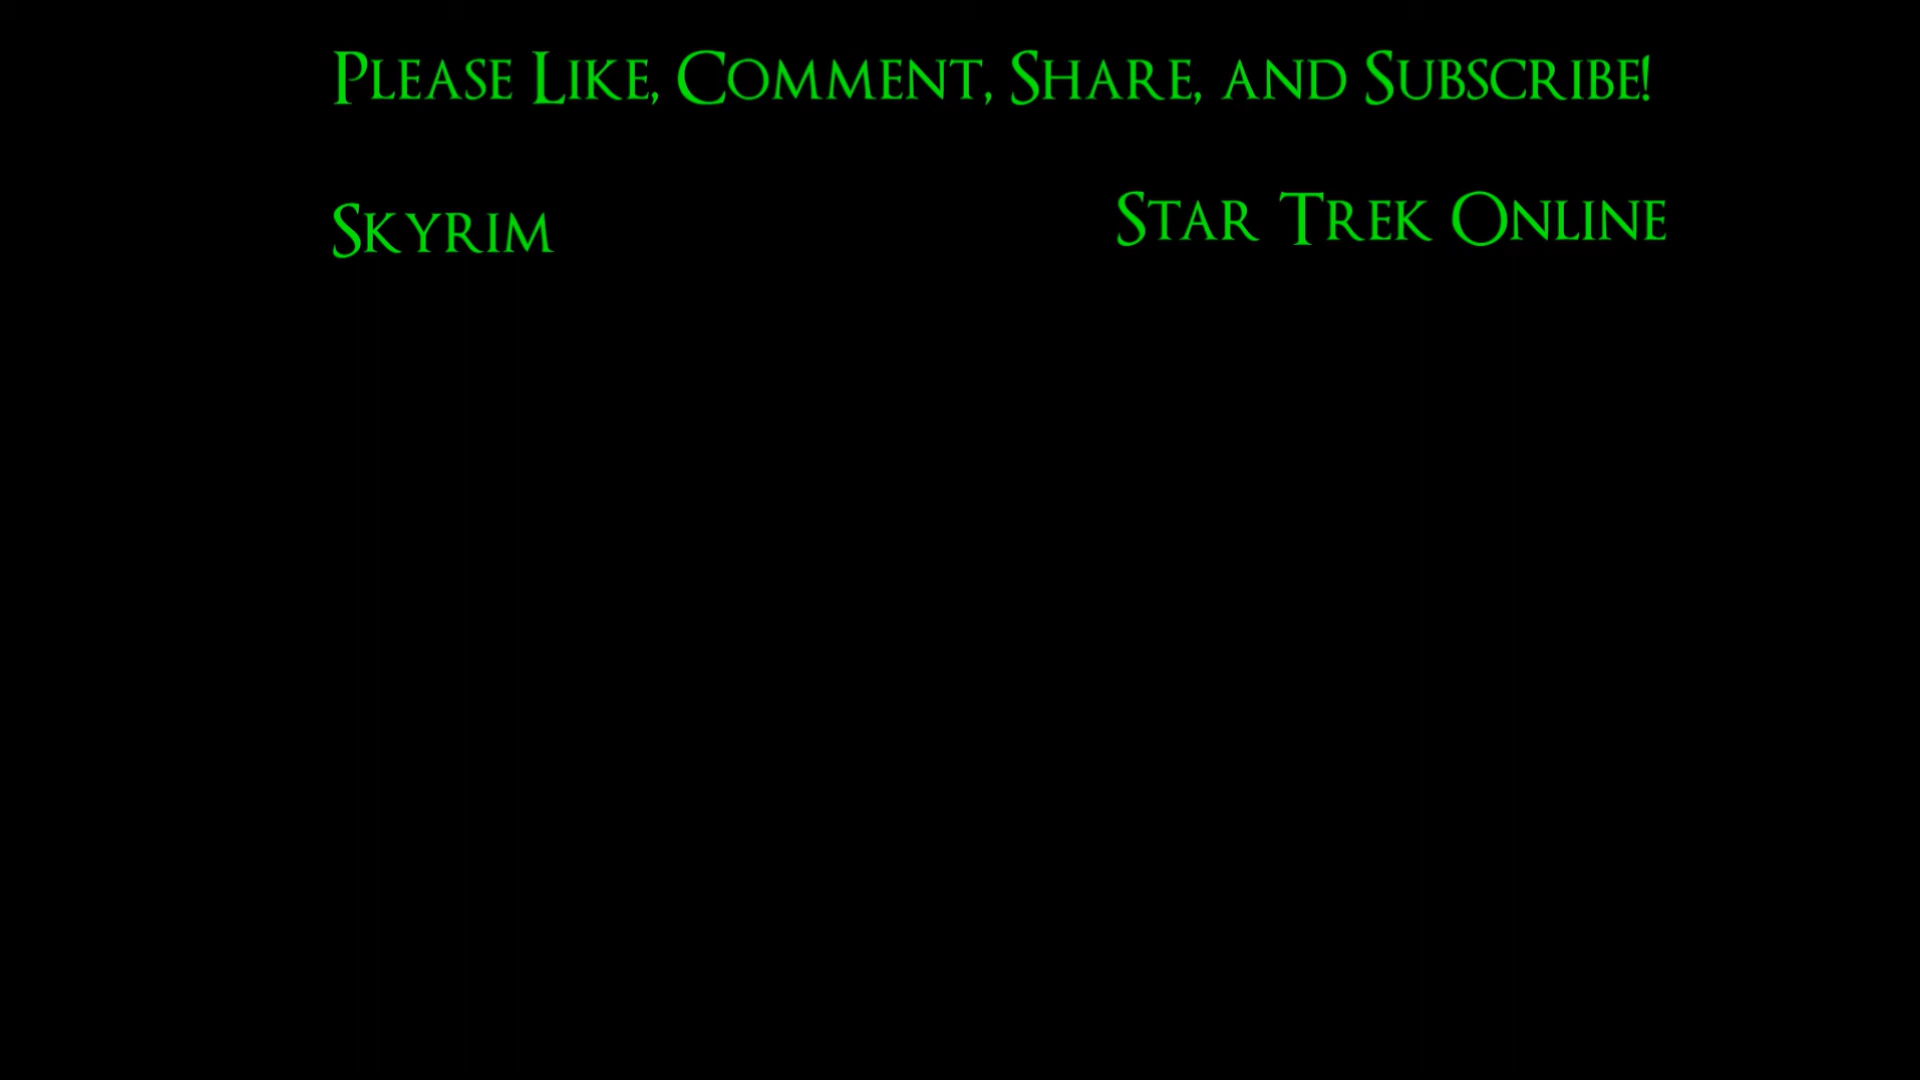 Please Like, Comment, Share, and Subscribe!
Skyrim
Star Trek Online